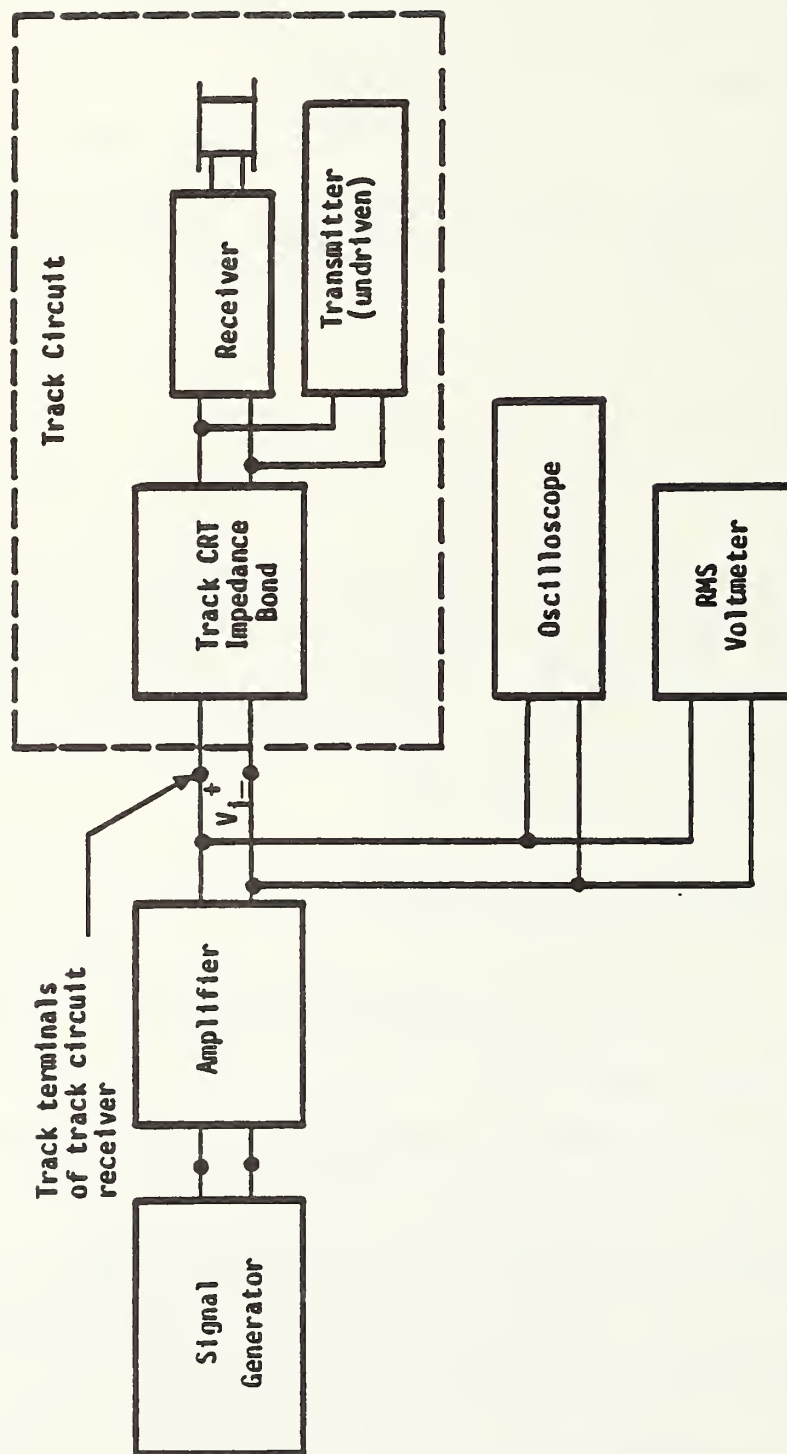 Track Circuit
Track terminals
of track circuit
receiver
Signal
Generator
Amplifier
V
i
+
−
Track CRT
Impedance
Bond
Receiver
Transmitter
(undriven)
Oscilloscope
RMS
Voltmeter